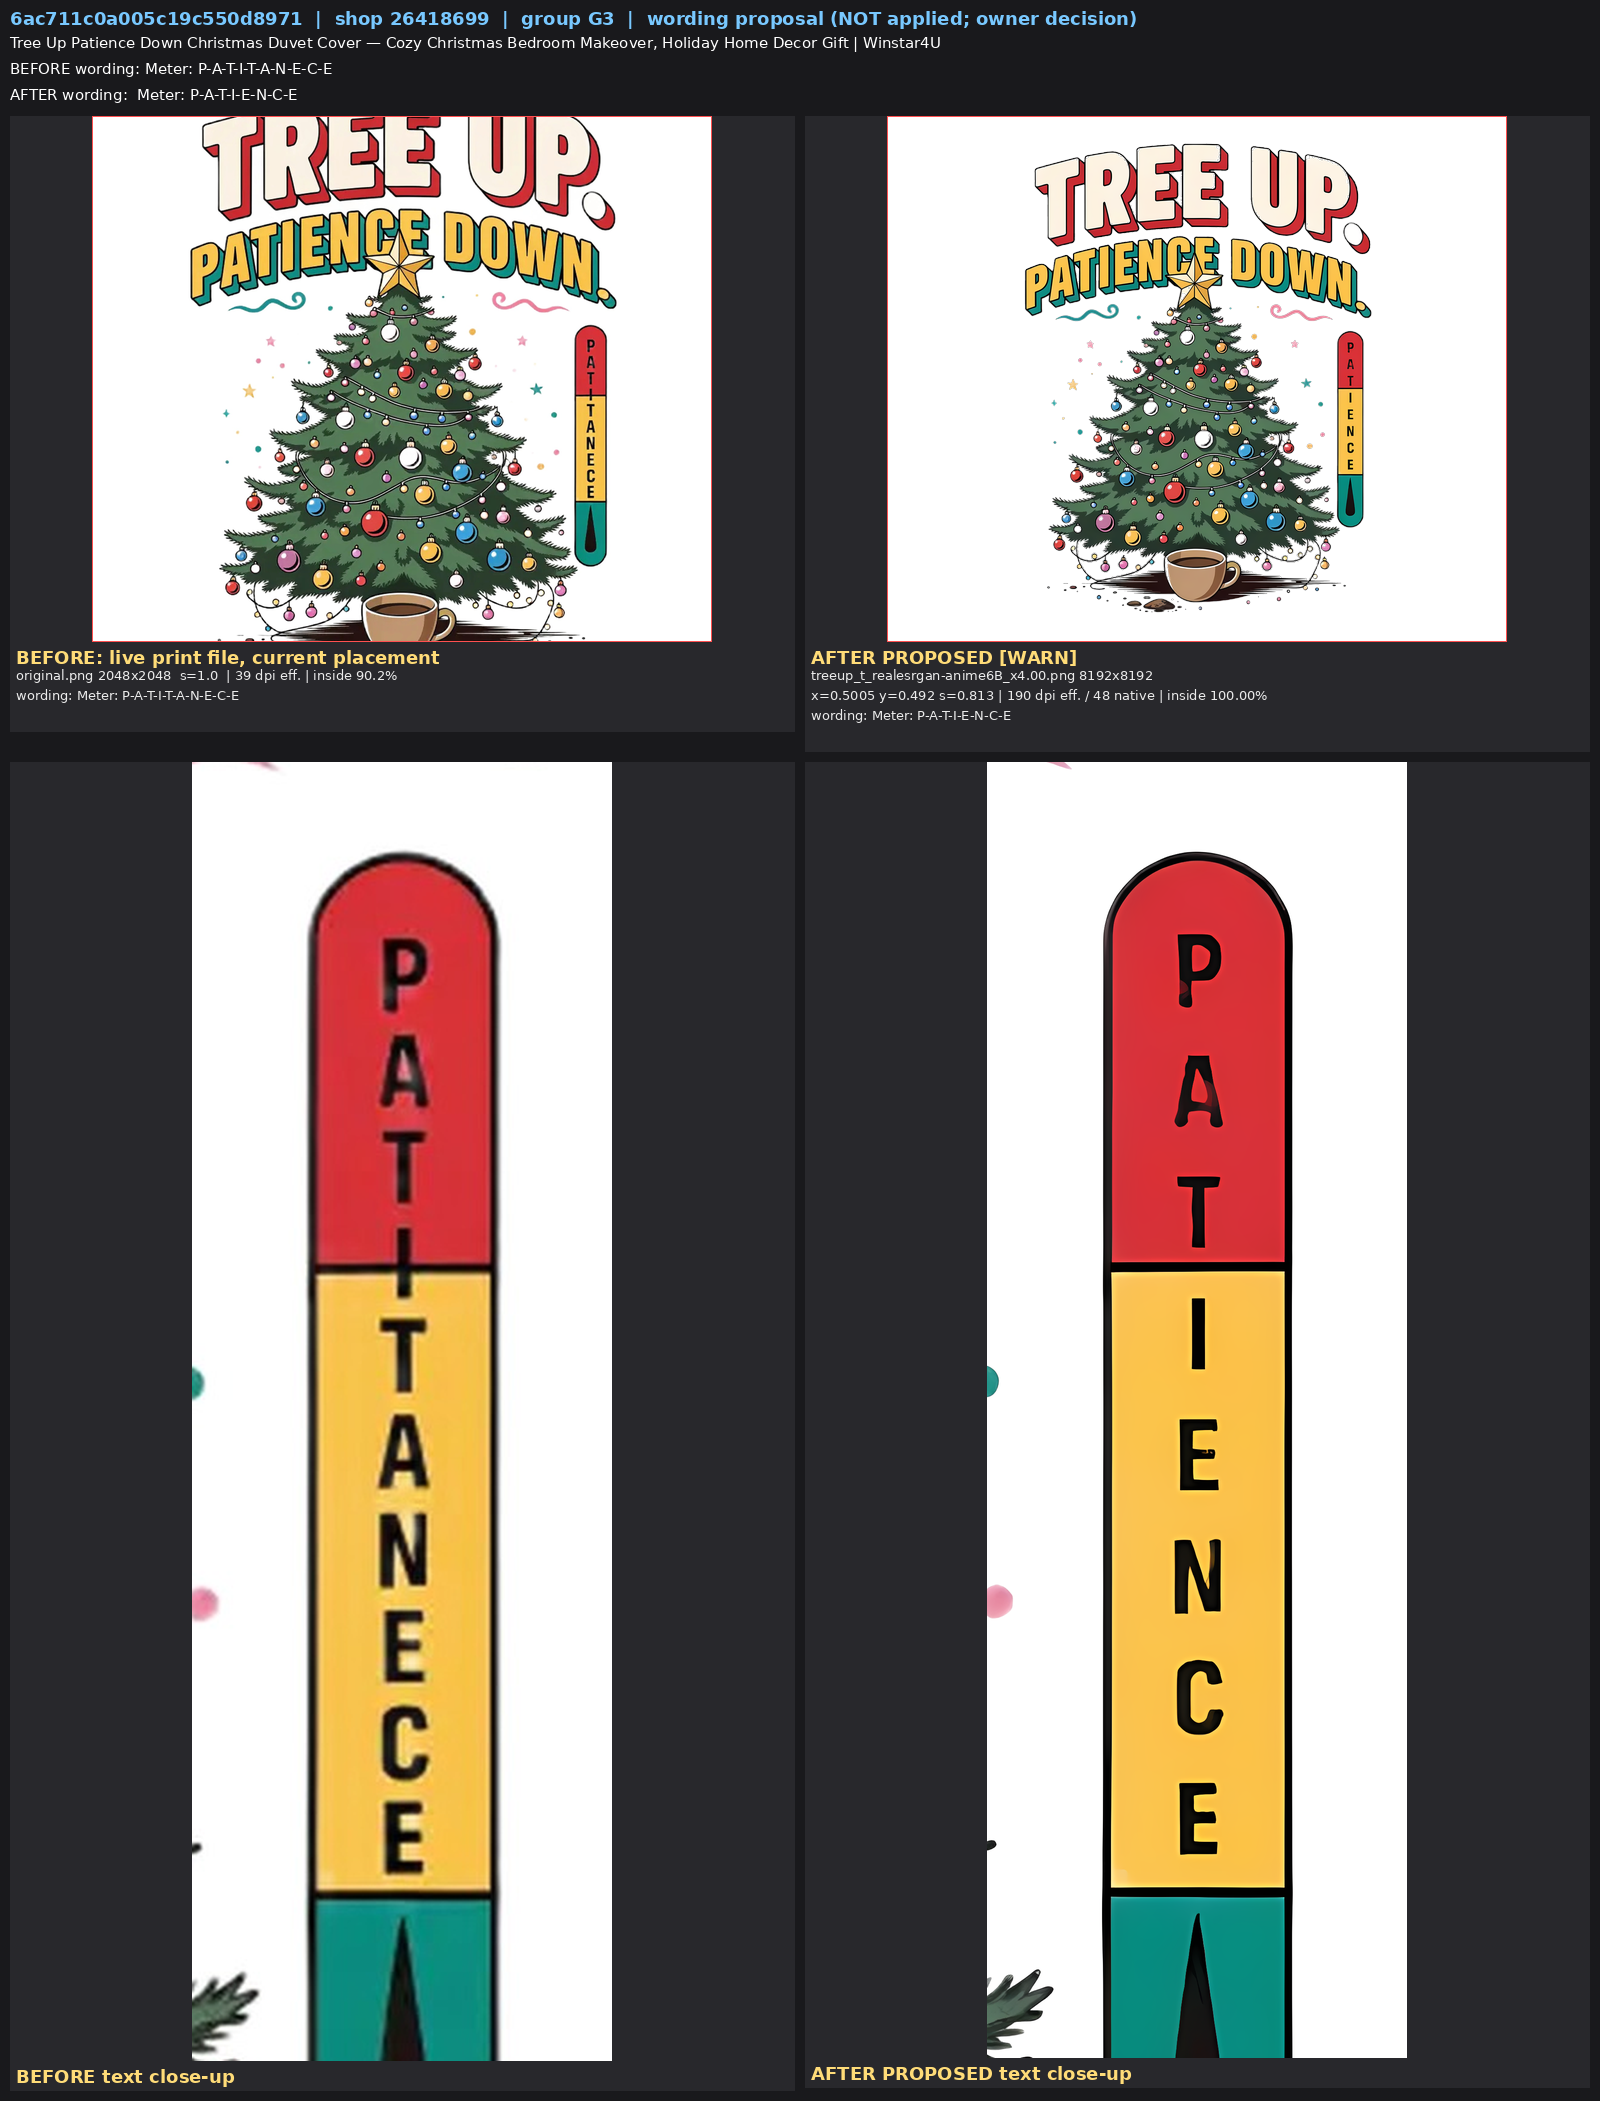 6ac711c0a005c19c550d8971 | shop 26418699 | group G3 | wording proposal (NOT applied; owner decision)
Tree Up Patience Down Christmas Duvet Cover — Cozy Christmas Bedroom Makeover, Holiday Home Decor Gift | Winstar4U
BEFORE wording: Meter: P-A-T-I-T-A-N-E-C-E
AFTER wording: Meter: P-A-T-I-E-N-C-E
TREE UP.
PATIENCE DOWN.
P
A
T
I
T
A
N
E
C
E
BEFORE: live print file, current placement
original.png 2048x2048 s=1.0 | 39 dpi eff. | inside 90.2%
wording: Meter: P-A-T-I-T-A-N-E-C-E
TREE UP.
PATIENCE DOWN.
P
A
T
I
E
N
C
E
AFTER PROPOSED [WARN]
treeup_t_realesrgan-anime6B_x4.00.png 8192x8192
x=0.5005 y=0.492 s=0.813 | 190 dpi eff. / 48 native | inside 100.00%
wording: Meter: P-A-T-I-E-N-C-E
P
A
T
I
T
A
N
E
C
E
BEFORE text close-up
P
A
T
I
E
N
C
E
AFTER PROPOSED text close-up